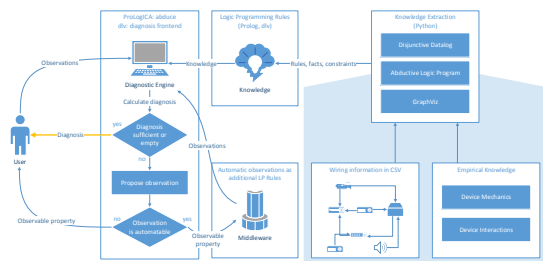 ProLogICA: abduce
dlv: diagnosis frontend
Logic Programming Rules
(Prolog, dlv)
Knowledge Extraction
(Python)
Disjunctive Datalog
Abductive Logic Program
GraphViz
Observations
Knowledge
Rules, facts, constraints
Diagnostic Engine
Knowledge
Calculate diagnosis
yes
Diagnosis
sufficient or
empty
Diagnosis
User
Observations
no
Propose observation
Automatic observations as
additional LP Rules
Wiring information in CSV
Empirical Knowledge
Device Mechanics
Device Interactions
Observable property
no
Observation
is automatable
yes
Observable
property
Middleware